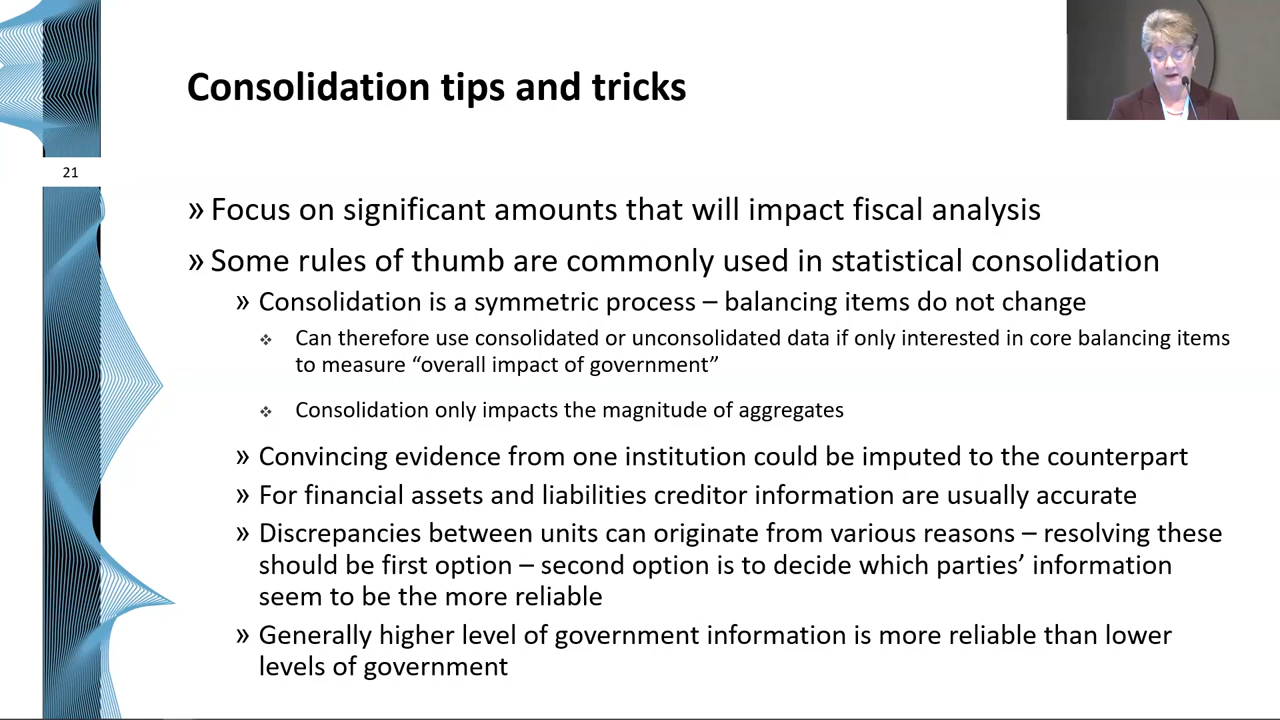 Consolidation tips and tricks
21
» Focus on significant amounts that will impact fiscal analysis
» Some rules of thumb are commonly used in statistical consolidation
» Consolidation is a symmetric process – balancing items do not change
❖ Can therefore use consolidated or unconsolidated data if only interested in core balancing items
to measure “overall impact of government”
❖ Consolidation only impacts the magnitude of aggregates
» Convincing evidence from one institution could be imputed to the counterpart
» For financial assets and liabilities creditor information are usually accurate
» Discrepancies between units can originate from various reasons – resolving these
should be first option – second option is to decide which parties’ information
seem to be the more reliable
» Generally higher level of government information is more reliable than lower
levels of government